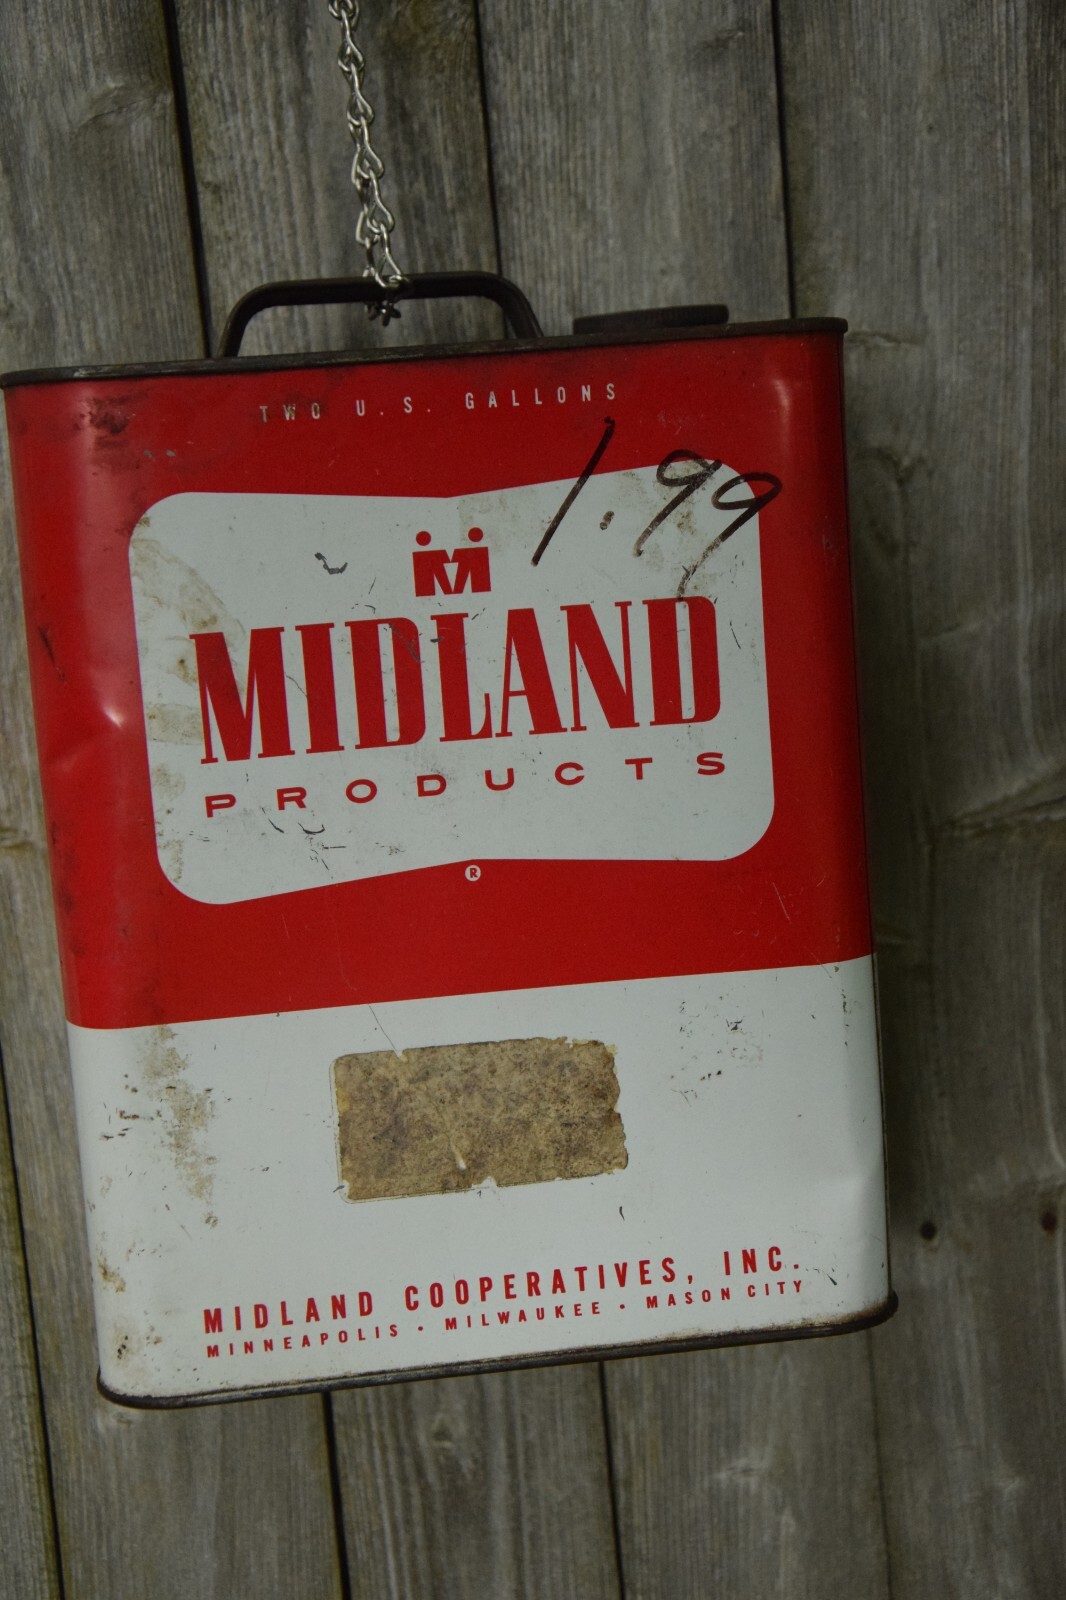 TWO U.S. GALLONS
1.99
M
MIDLAND
PRODUCTS
®
MIDLAND COOPERATIVES, INC.
MINNEAPOLIS • MILWAUKEE • MASON CITY